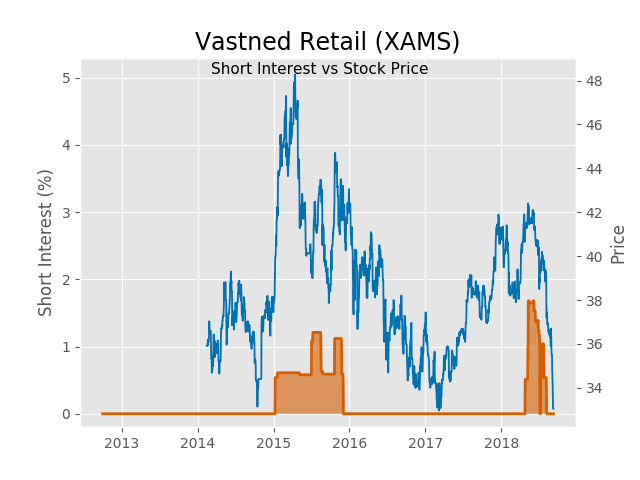 Vastned Retail (XAMS)
Short Interest vs Stock Price
5
4
3
2
1
0
Short Interest (%)
48
46
44
42
40
38
36
34
Price
2013 2014 2015 2016 2017 2018